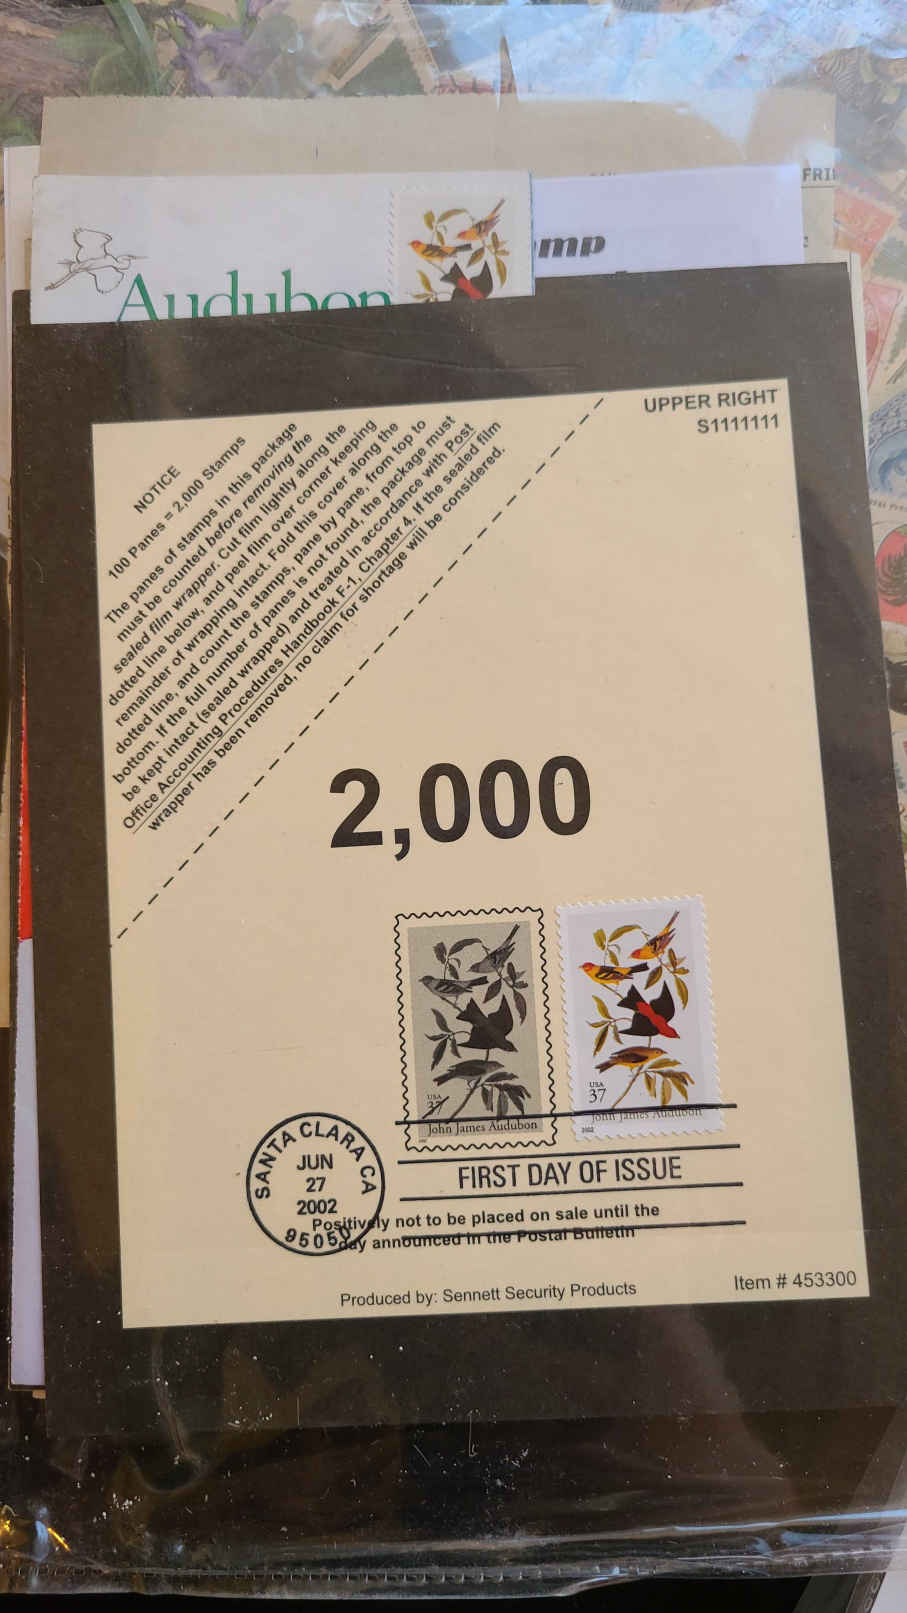 FRI
amp
Audubon
UPPER RIGHT
S1111111
NOTICE
100 Panes = 2,000 Stamps
The panes of stamps in this package
must be counted before removing the
sealed film wrapper. Cut film lightly along the
dotted line below, and peel film over corner keeping
remainder of wrapping intact. Fold this cover along the
dotted line, and count the stamps, pane by pane, from top to
bottom. If the full number of panes is not found, the package must
be kept intact (sealed wrapped) and treated in accordance with Post
Office Accounting Procedures Handbook F-1, Chapter 4. If the sealed film
wrapper has been removed, no claim for shortage will be considered.
2,000
USA
37
John James Audubon
USA
37
John James Audubon
2002
SANTA CLARA CA
JUN
27
2002
95050
FIRST DAY OF ISSUE
Positively not to be placed on sale until the
day announced in the Postal Bulletin
Produced by: Sennett Security Products
Item # 453300